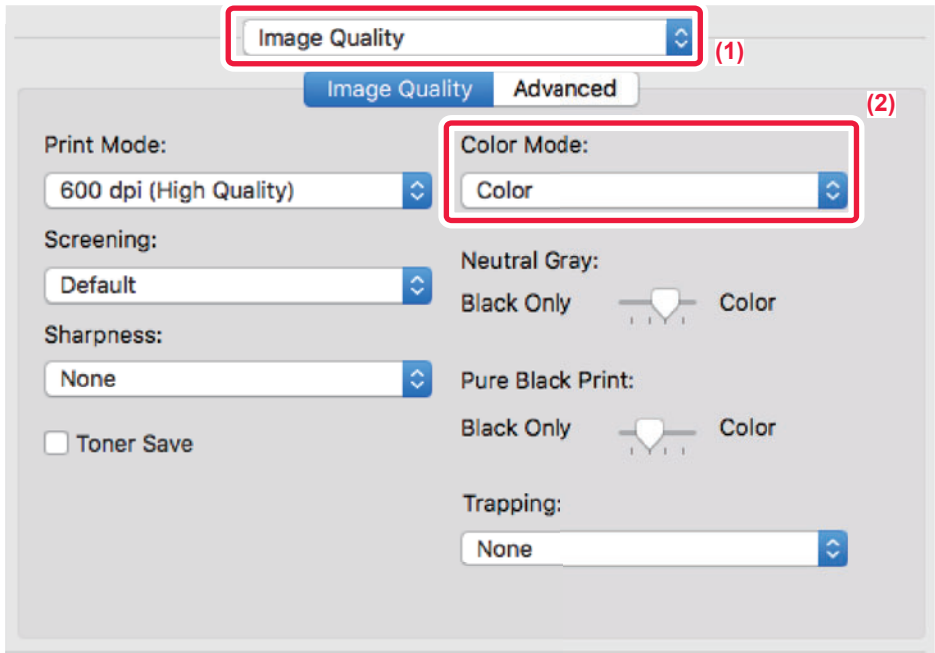 Image Quality
(1)
Image Quality Advanced
(2)
Print Mode:
600 dpi (High Quality)
Screening:
Default
Sharpness:
None
Toner Save
Color Mode:
Color
Neutral Gray:
Black Only Color
Pure Black Print:
Black Only Color
Trapping:
None